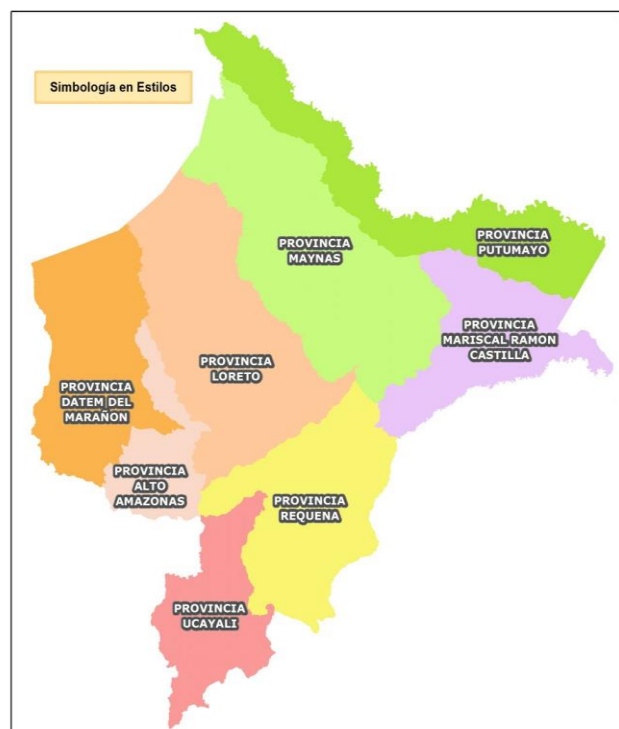 Simbología en Estilos
PROVINCIA
PUTUMAYO
PROVINCIA
MAYNAS
PROVINCIA
MARISCAL RAMON
CASTILLA
PROVINCIA
LORETO
PROVINCIA
DATEM DEL
MARAÑON
PROVINCIA
ALTO
AMAZONAS
PROVINCIA
REQUENA
PROVINCIA
UCAYALI